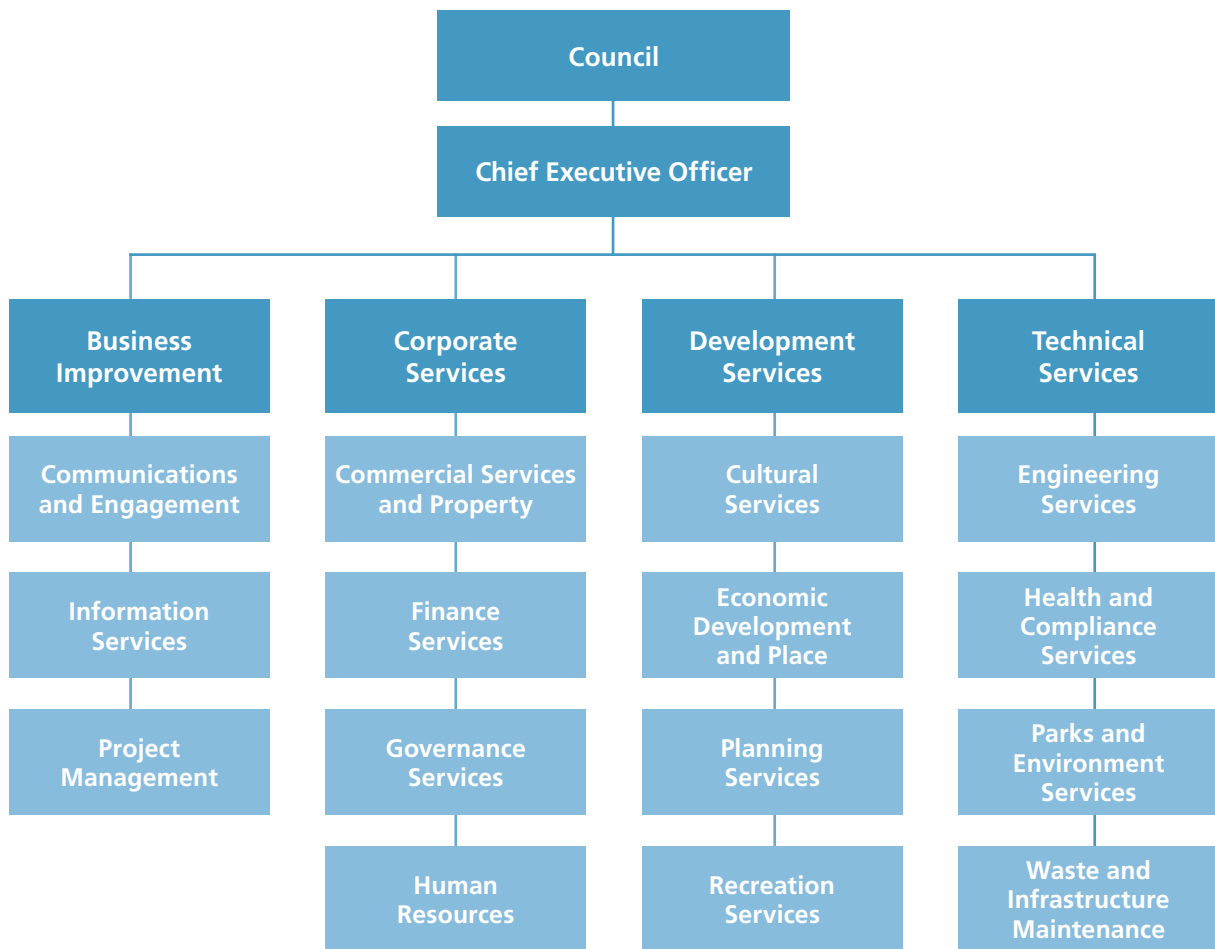 Council
Chief Executive Officer
Business
Improvement
Corporate
Services
Development
Services
Technical
Services
Communications
and Engagement
Commercial Services
and Property
Cultural
Services
Engineering
Services
Information
Services
Finance
Services
Economic
Development
and Place
Health and
Compliance
Services
Project
Management
Governance
Services
Planning
Services
Parks and
Environment
Services
Human
Resources
Recreation
Services
Waste and
Infrastructure
Maintenance